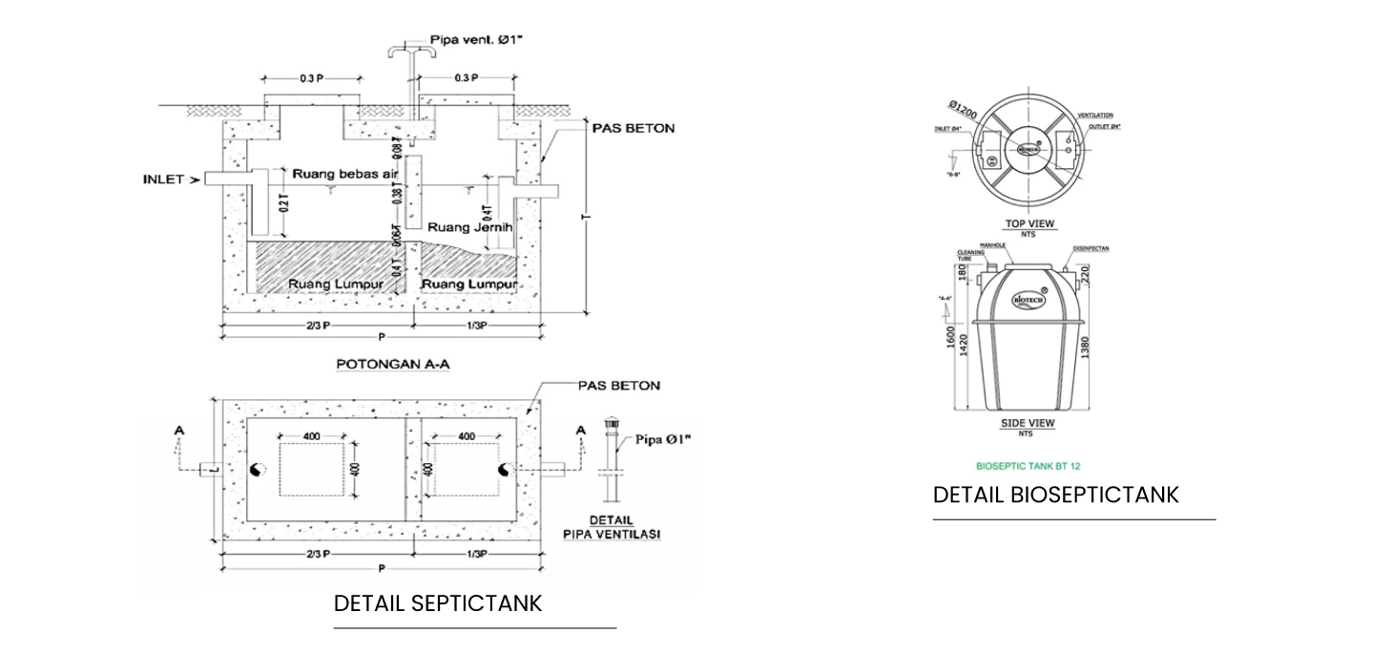 Pipa vent. Ø1"
0.3 P
0.3 P
PAS BETON
INLET
Ruang bebas air
0.08 T
0.2 T
0.38 T
0.4T
T
Ruang Jernih
0.06T
0.4 T
Ruang Lumpur
Ruang Lumpur
2/3 P
1/3P
P
POTONGAN A-A
PAS BETON
A
A
400
400
400
400
L
Pipa Ø1"
DETAIL
PIPA VENTILASI
2/3 P
1/3P
P
DETAIL SEPTICTANK
Ø1200
VENTILATION
INLET Ø4"
OUTLET Ø4"
BIOTECH
®
"B-B"
TOP VIEW
NTS
MANHOLE
CLEANING
TUBE
DISINFECTAN
180
220
BIOTECH
®
"A-A"
1600
1420
1380
SIDE VIEW
NTS
BIOSEPTIC TANK BT 12
DETAIL BIOSEPTICTANK